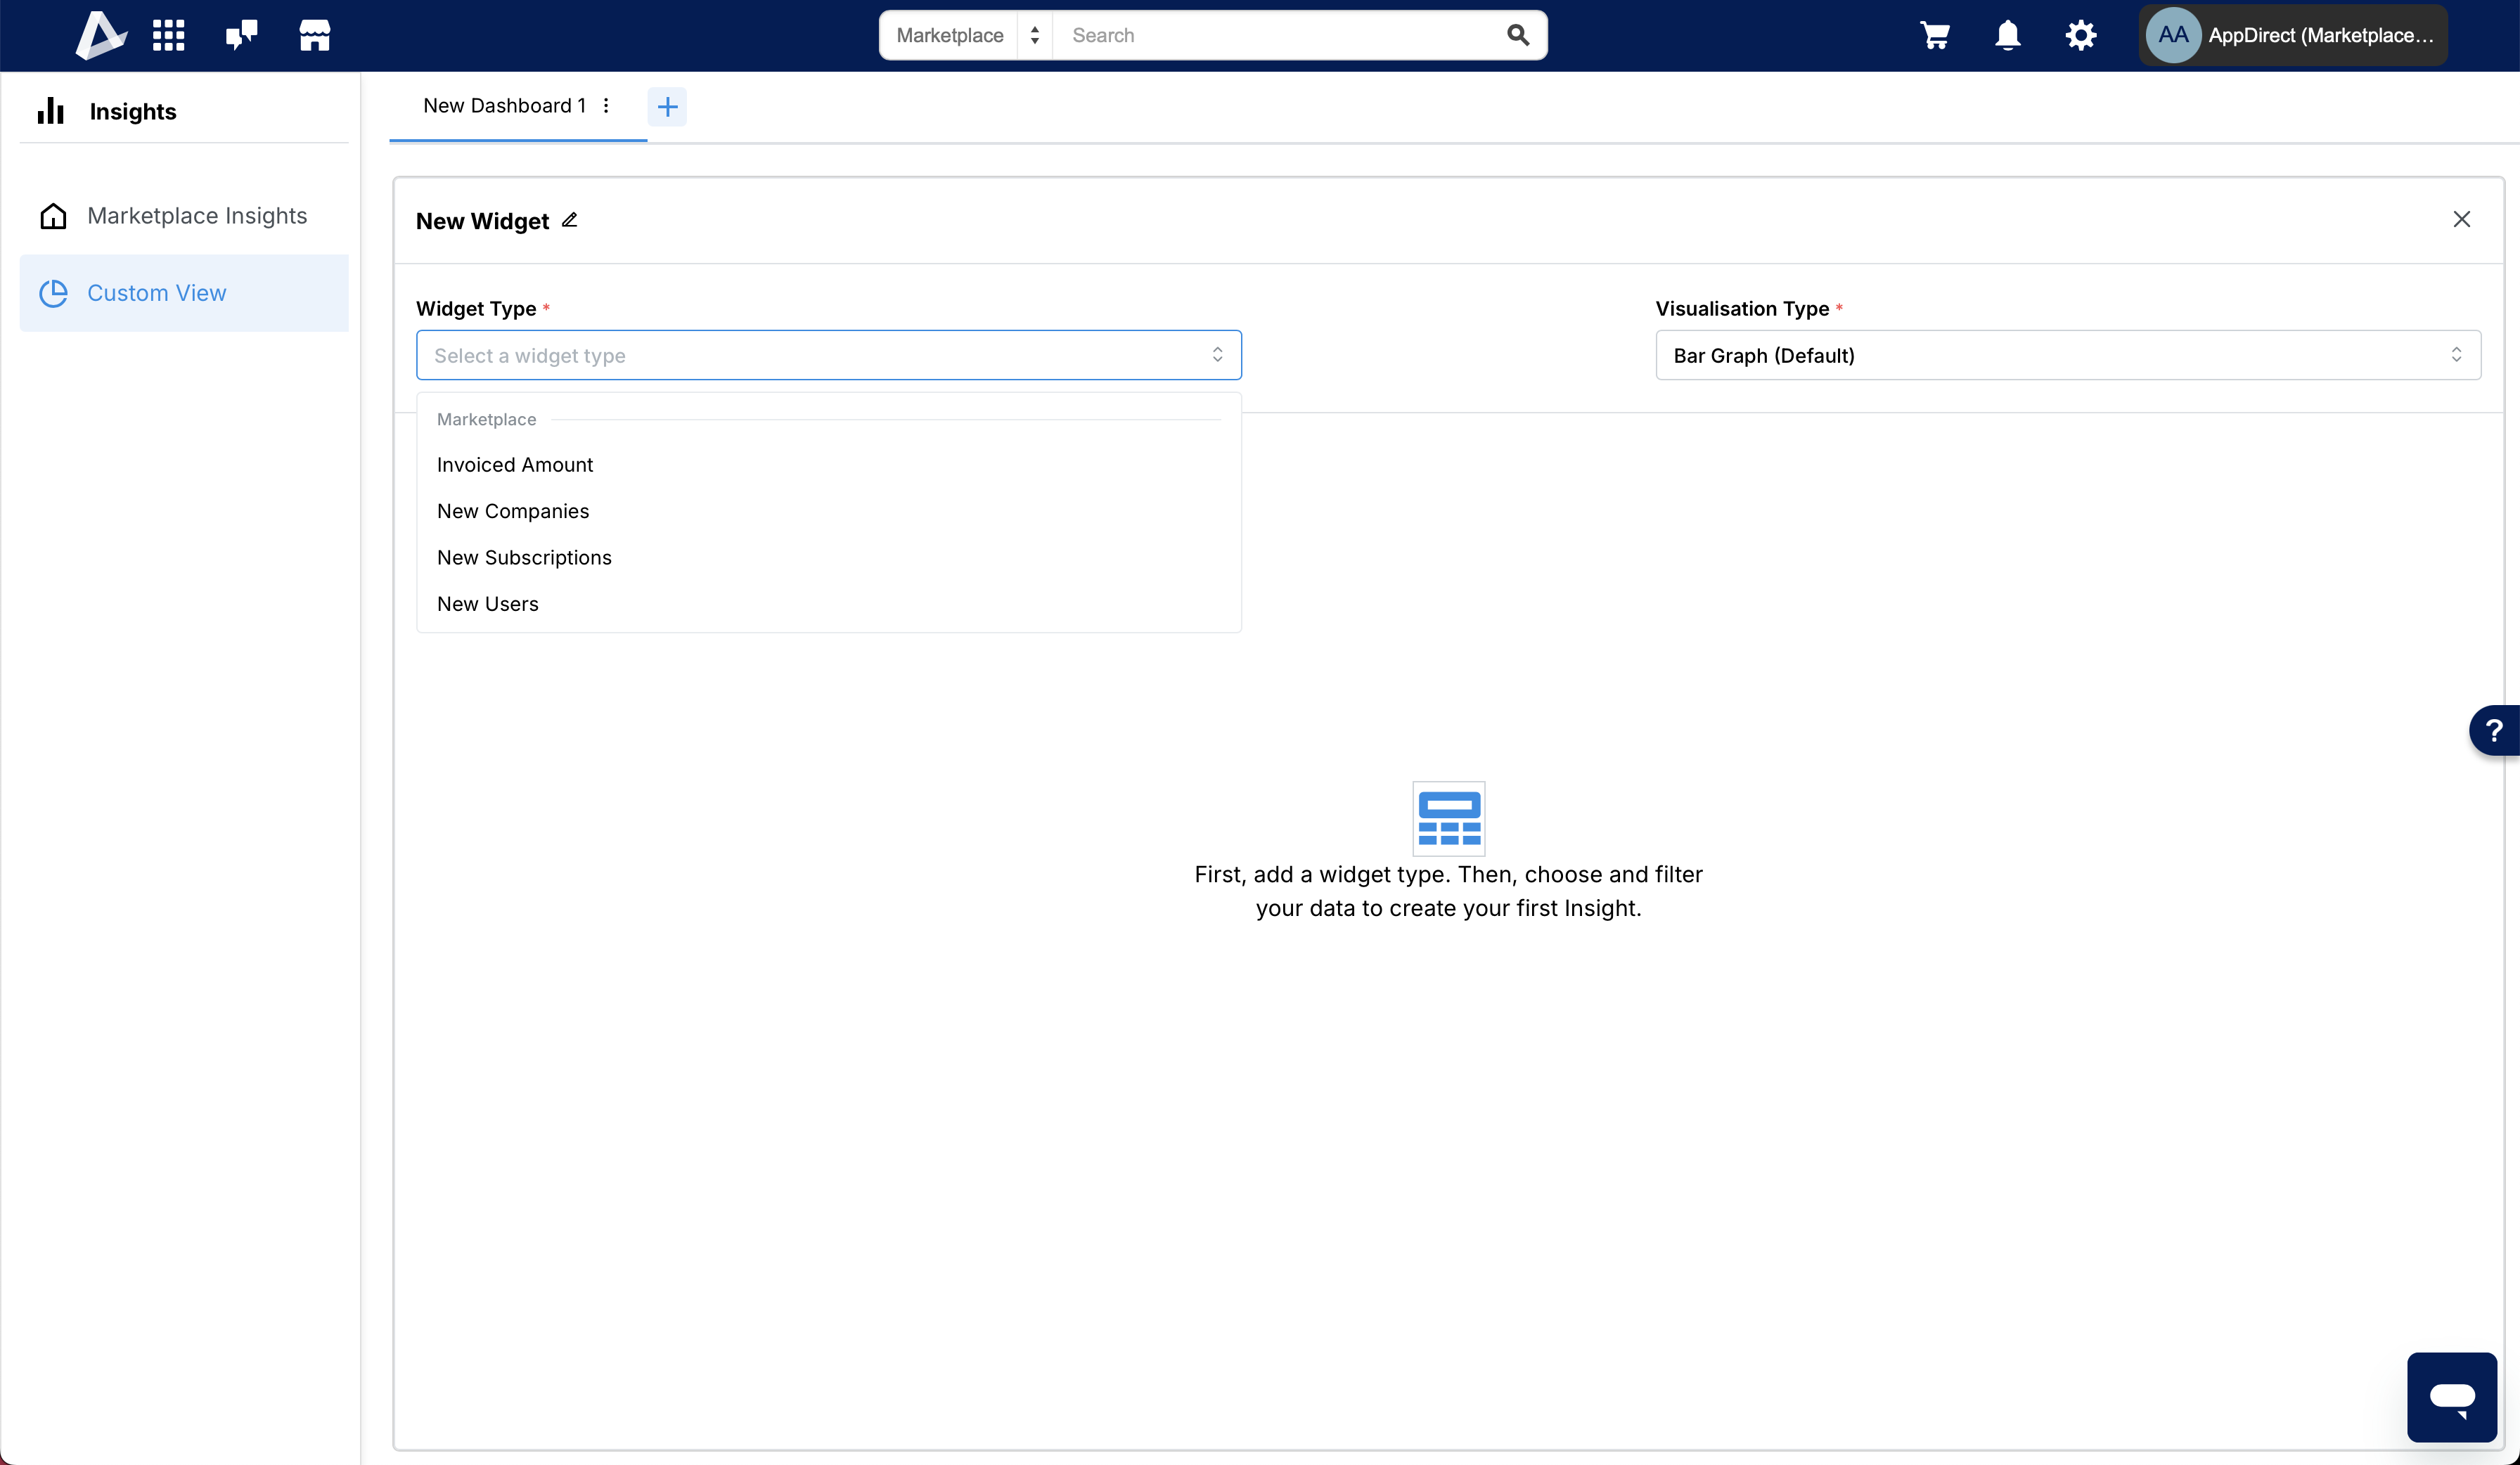 Marketplace
Search
AA
AppDirect (Marketplace...
Insights
Marketplace Insights
Custom View
New Dashboard 1
New Widget
Widget Type *
Select a widget type
Visualisation Type *
Bar Graph (Default)
Marketplace
Invoiced Amount
New Companies
New Subscriptions
New Users
?
First, add a widget type. Then, choose and filter
your data to create your first Insight.